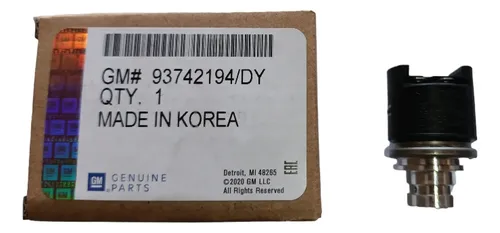 GM# 93742194/DY
QTY. 1
MADE IN KOREA
GM GENUINE
PARTS
Detroit, MI 48265
©2020 GM LLC
All Rights Reserved
EAC